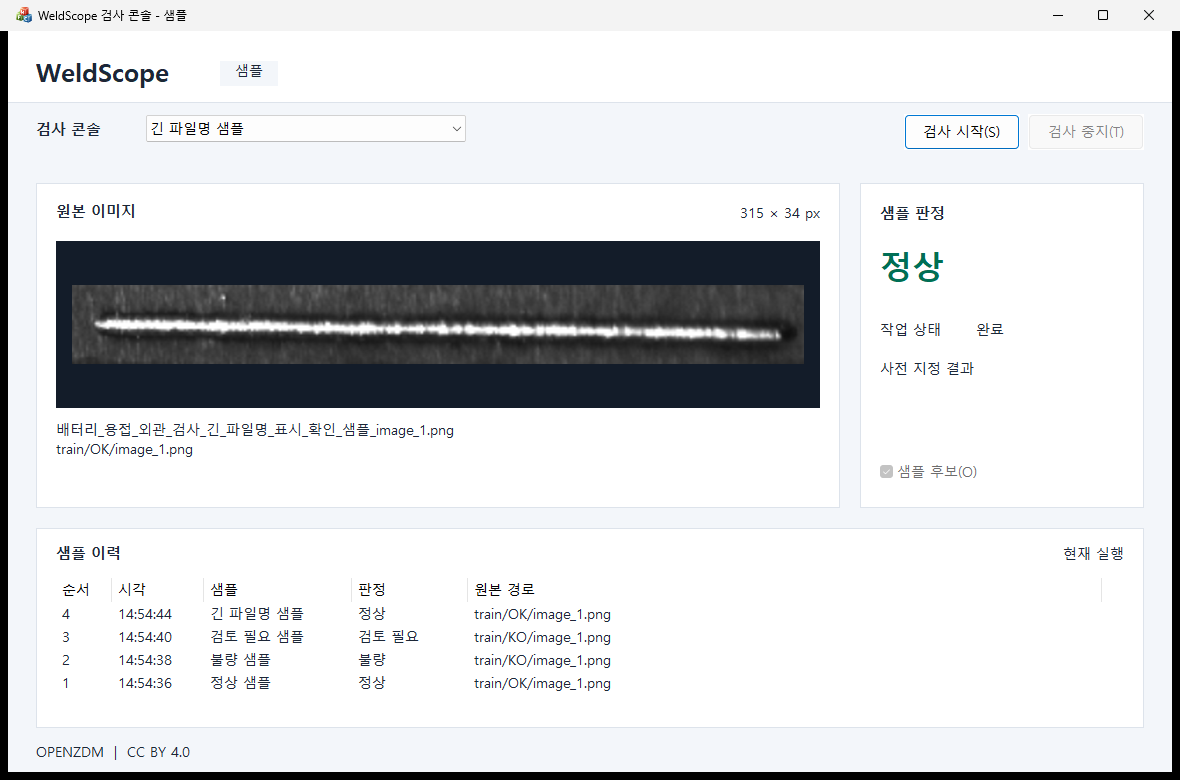 WeldScope 검사 콘솔 - 샘플
WeldScope 샘플
검사 콘솔 긴 파일명 샘플 검사 시작(S) 검사 중지(T)
원본 이미지 315 × 34 px
배터리_용접_외관_검사_긴_파일명_표시_확인_샘플_image_1.png
train/OK/image_1.png
샘플 판정
정상
작업 상태 완료
사전 지정 결과
샘플 후보(O)
샘플 이력 현재 실행
순서 시각 샘플 판정 원본 경로
4 14:54:44 긴 파일명 샘플 정상 train/OK/image_1.png
3 14:54:40 검토 필요 샘플 검토 필요 train/KO/image_1.png
2 14:54:38 불량 샘플 불량 train/KO/image_1.png
1 14:54:36 정상 샘플 정상 train/OK/image_1.png
OPENZDM | CC BY 4.0